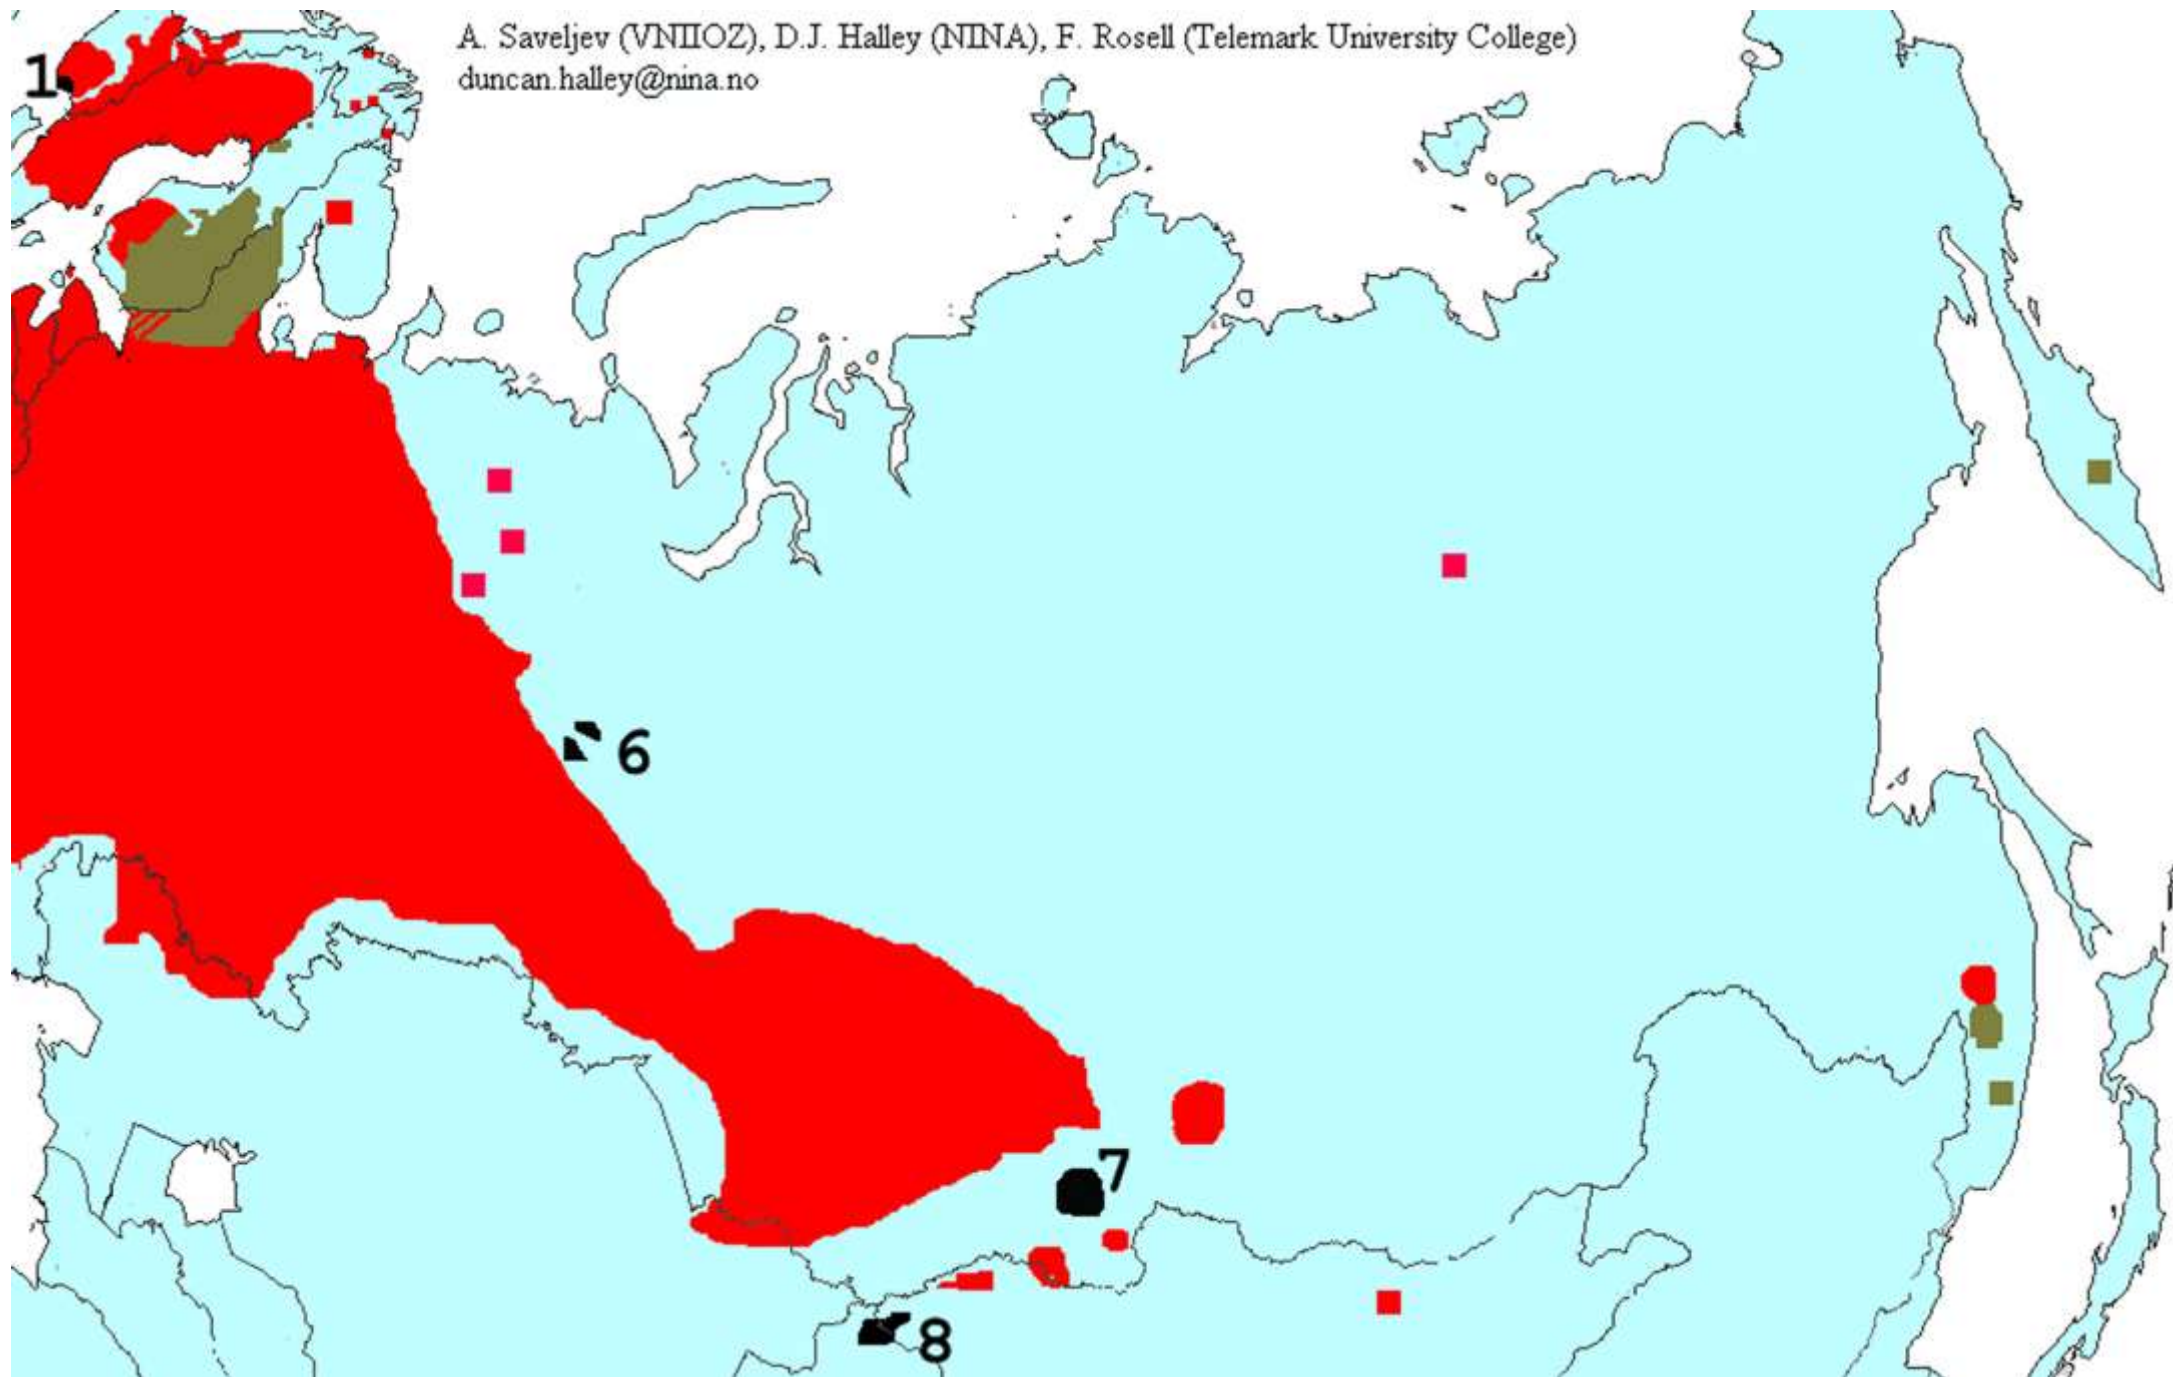 A. Saveljev (VNIIOZ), D.J. Halley (NINA), F. Rosell (Telemark University College)
duncan.halley@nina.no
1
6
7
8